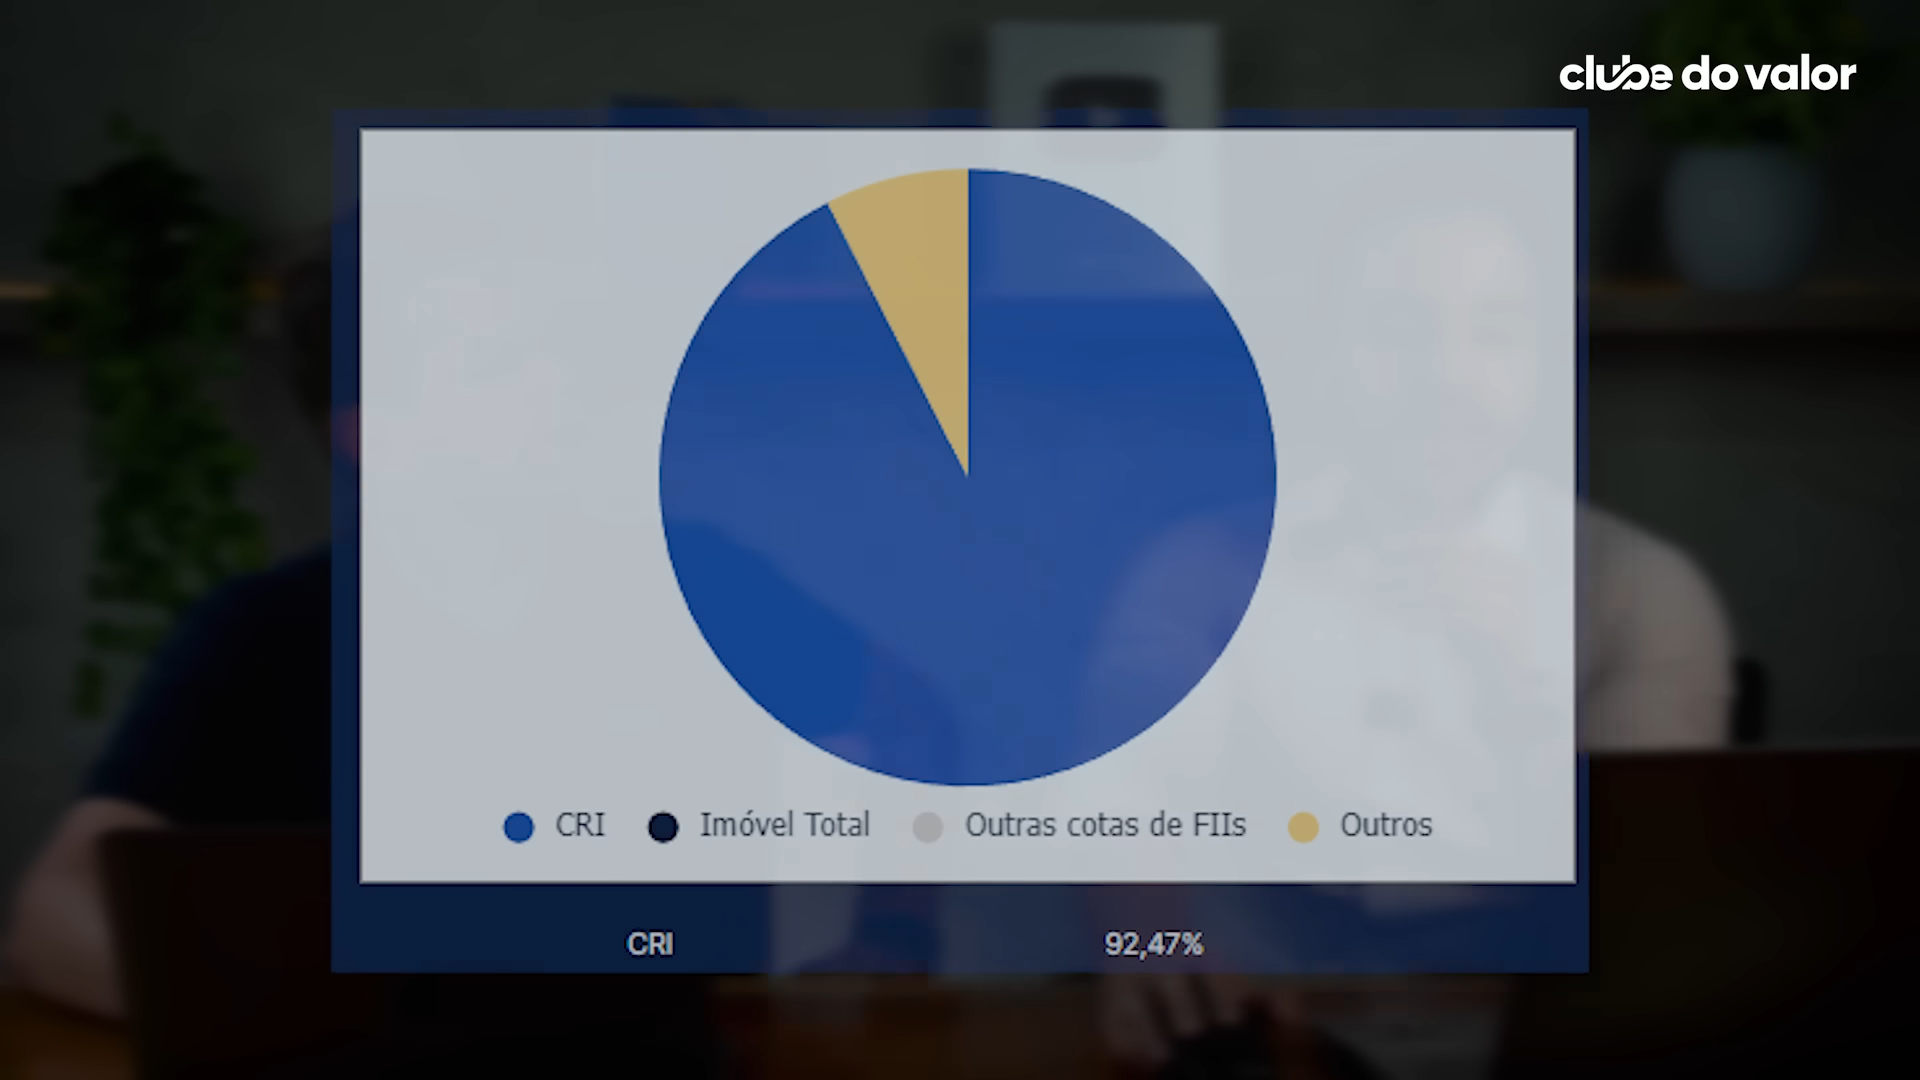 clube do valor
CRI Imóvel Total Outras cotas de FIIs Outros
CRI 92,47%